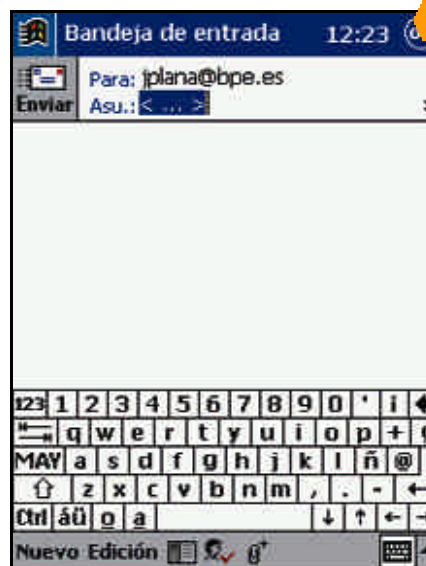 Bandeja de entrada 12:23
Para: jplana@bpe.es
Enviar Asu.: < ... >
123 1 2 3 4 5 6 7 8 9 0 ' ¡
q w e r t y u i o p +
MAY a s d f g h j k l ñ @
z x c v b n m , . -
Ctrl áü o a ↓ ↑ ←
Nuevo Edición